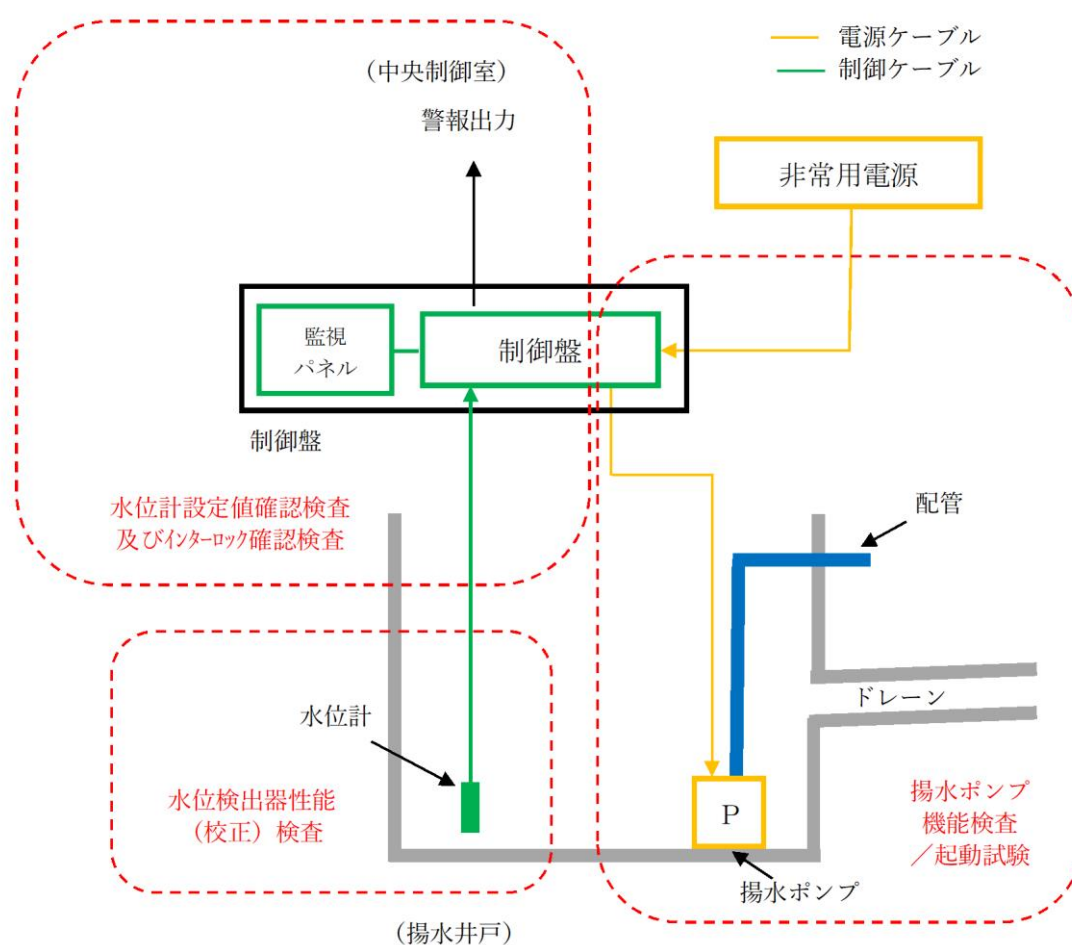 電源ケーブル
制御ケーブル
(中央制御室)
警報出力
非常用電源
監視
パネル
制御盤
制御盤
水位計設定値確認検査
及びインターロック確認検査
配管
水位計
ドレーン
水位検出器性能
(校正)検査
P
揚水ポンプ
機能検査
/起動試験
揚水ポンプ
(揚水井戸)